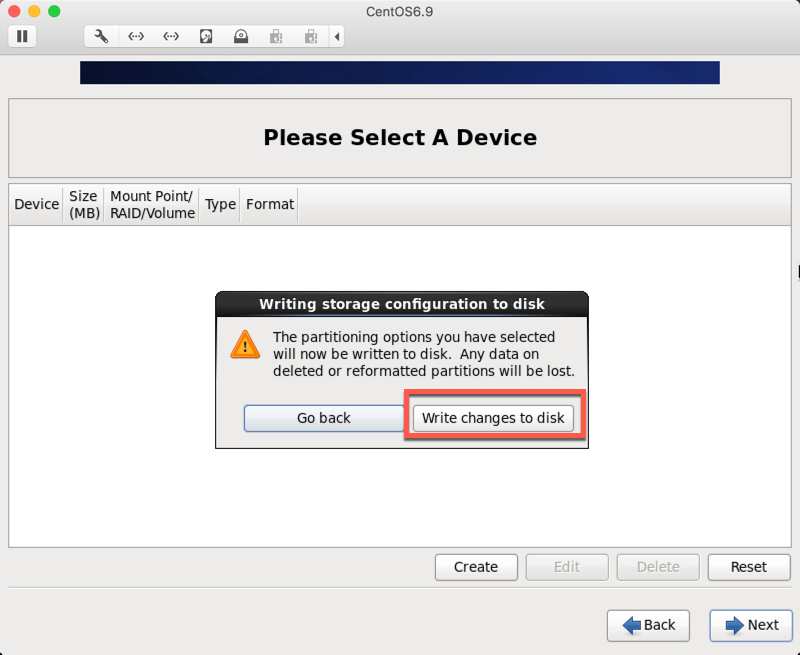 CentOS6.9
Please Select A Device
Device
Size
(MB)
Mount Point/
RAID/Volume
Type
Format
Writing storage configuration to disk
The partitioning options you have selected
will now be written to disk.  Any data on
deleted or reformatted partitions will be lost.
Go back
Write changes to disk
Create
Edit
Delete
Reset
Back
Next